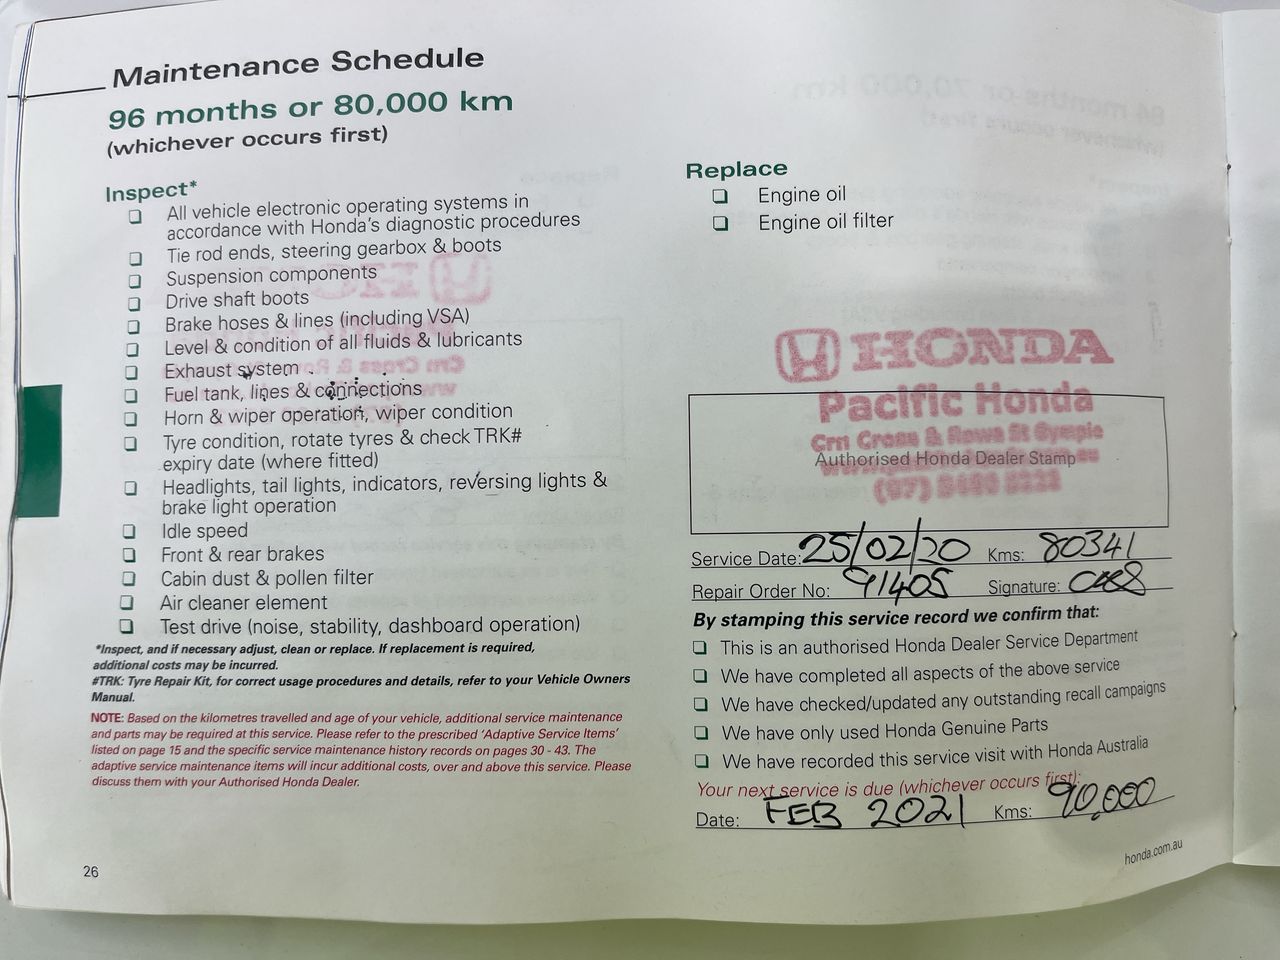 Maintenance Schedule
96 months or 80,000 km
(whichever occurs first)
Inspect*
All vehicle electronic operating systems in
accordance with Honda's diagnostic procedures
Tie rod ends, steering gearbox & boots
Suspension components
Drive shaft boots
Brake hoses & lines (including VSA)
Level & condition of all fluids & lubricants
Exhaust system
Fuel tank, lines & connections
Horn & wiper operation, wiper condition
Tyre condition, rotate tyres & check TRK#
expiry date (where fitted)
Headlights, tail lights, indicators, reversing lights &
brake light operation
Idle speed
Front & rear brakes
Cabin dust & pollen filter
Air cleaner element
Test drive (noise, stability, dashboard operation)
*Inspect, and if necessary adjust, clean or replace. If replacement is required,
additional costs may be incurred.
#TRK: Tyre Repair Kit, for correct usage procedures and details, refer to your Vehicle Owners
Manual.
NOTE: Based on the kilometres travelled and age of your vehicle, additional service maintenance
and parts may be required at this service. Please refer to the prescribed 'Adaptive Service Items'
listed on page 15 and the specific service maintenance history records on pages 30 - 43. The
adaptive service maintenance items will incur additional costs, over and above this service. Please
discuss them with your Authorised Honda Dealer.
26
Replace
Engine oil
Engine oil filter
HONDA
Pacific Honda
Crn Cross & Rowe St Gympie
Authorised Honda Dealer Stamp
Service Date: 25/02/20 Kms: 80341
Repair Order No: 91405 Signature:
By stamping this service record we confirm that:
This is an authorised Honda Dealer Service Department
We have completed all aspects of the above service
We have checked/updated any outstanding recall campaigns
We have only used Honda Genuine Parts
We have recorded this service visit with Honda Australia
Your next service is due (whichever occurs first):
Date: FEB 2021 Kms: 90,000
honda.com.au